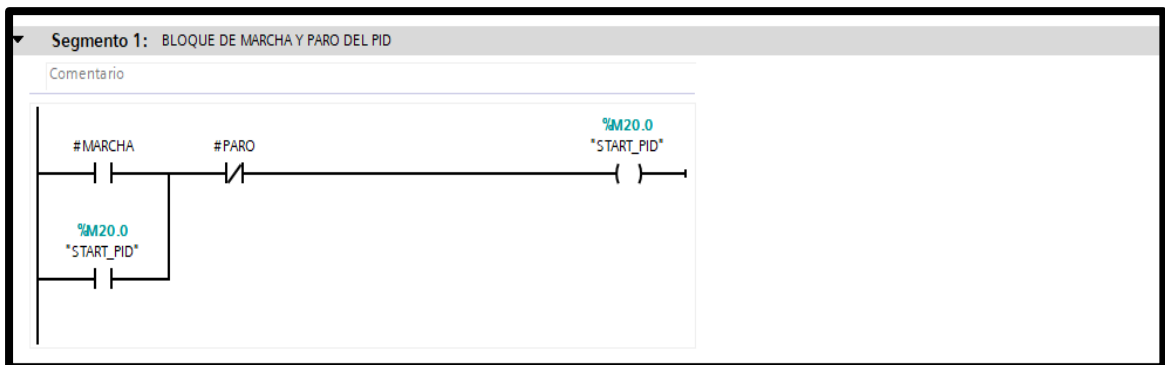 Segmento 1: BLOQUE DE MARCHA Y PARO DEL PID
Comentario
%M20.0
#MARCHA #PARO "START_PID"
%M20.0
"START_PID"